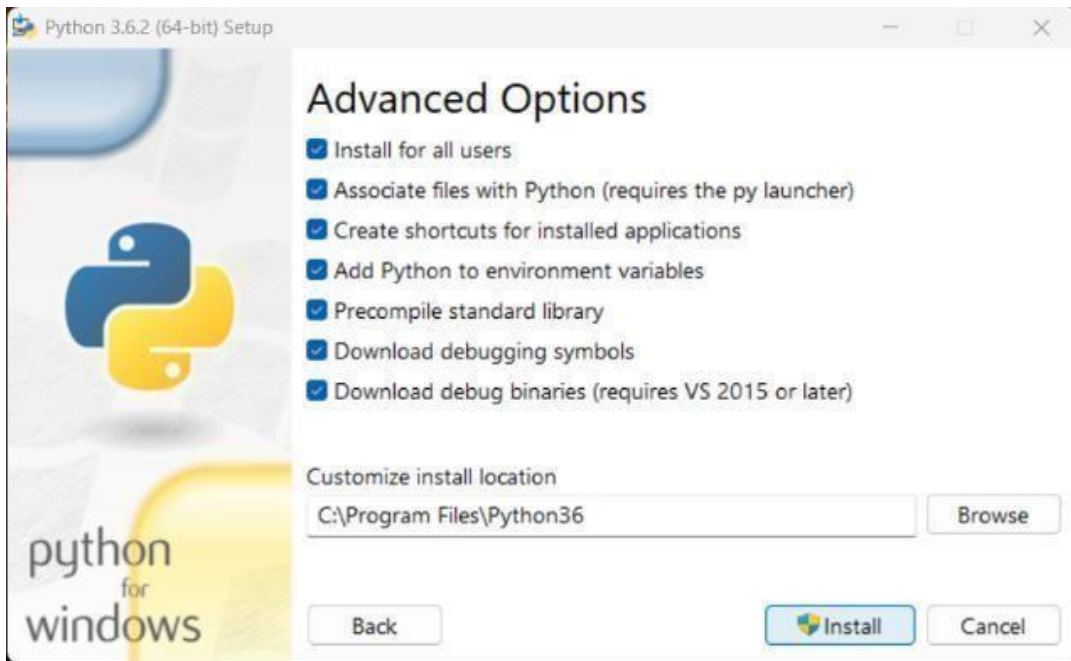 Python 3.6.2 (64-bit) Setup
Advanced Options
Install for all users
Associate files with Python (requires the py launcher)
Create shortcuts for installed applications
Add Python to environment variables
Precompile standard library
Download debugging symbols
Download debug binaries (requires VS 2015 or later)
Customize install location
C:\Program Files\Python36
Browse
python
for
windows
Back
Install
Cancel